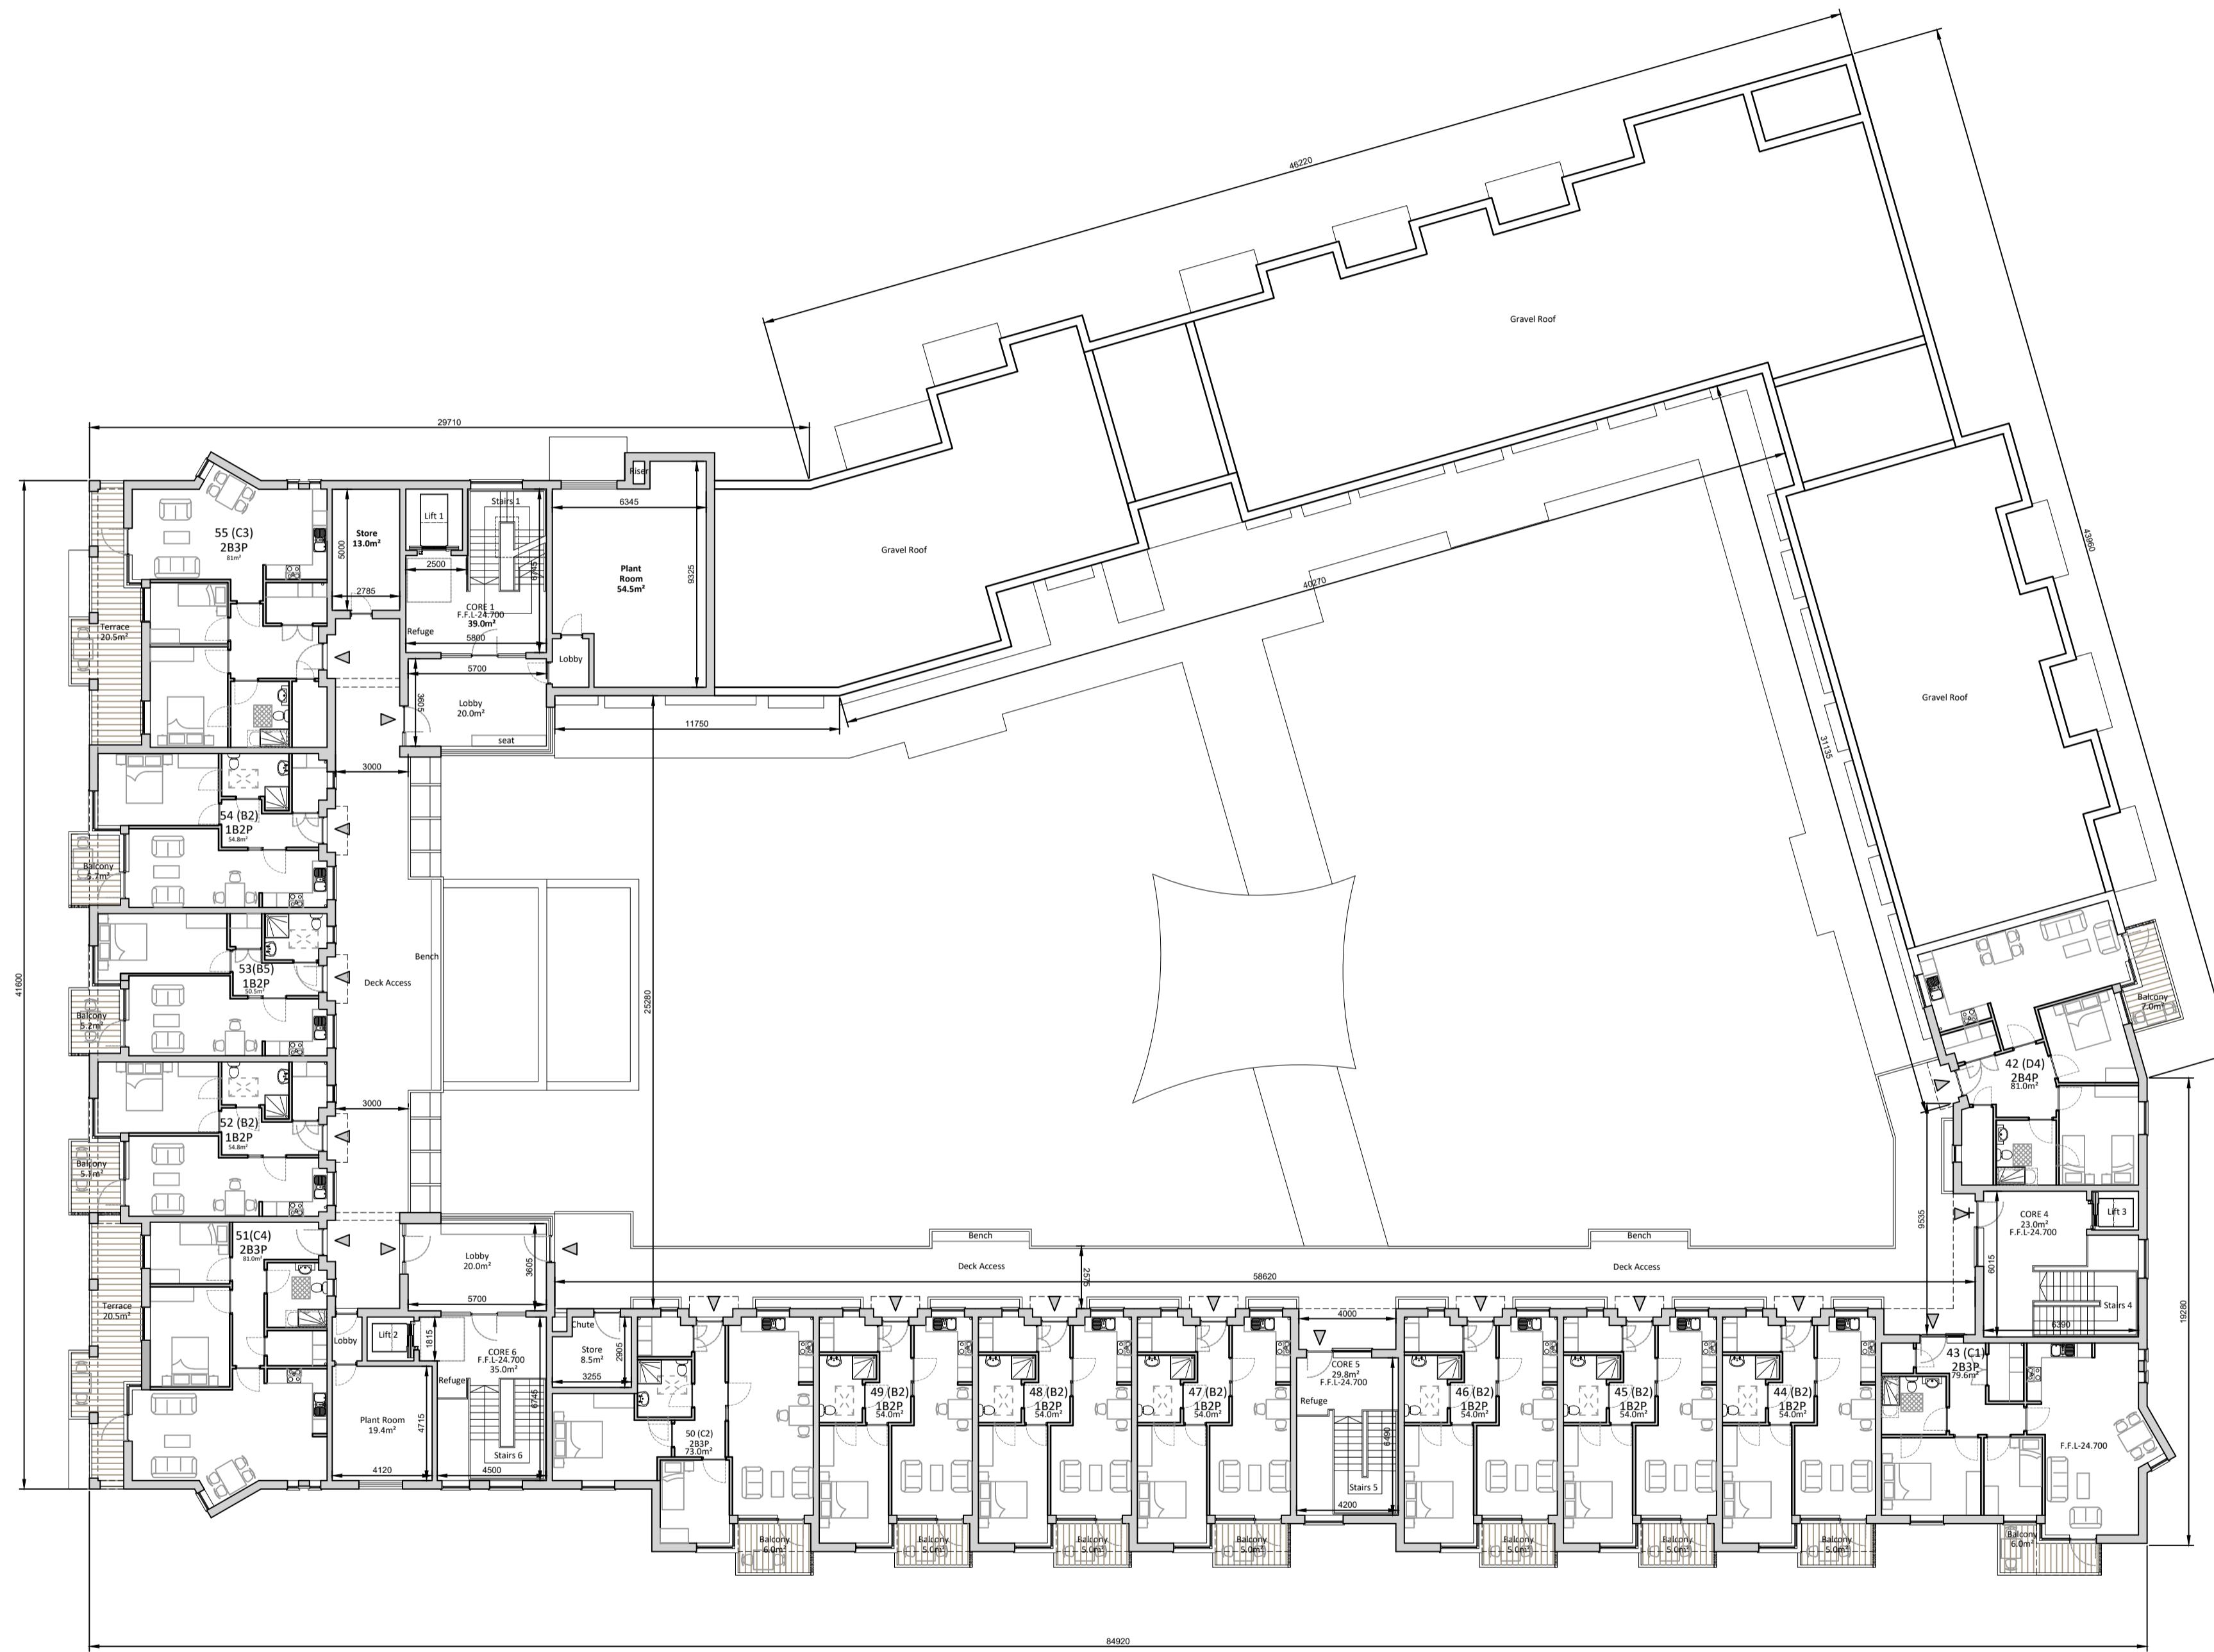 46220
29710
Gravel Roof
43960
Riser
Stairs 1
Lift 1
6345
55 (C3)
2B3P
81m²
Store
13.0m²
5000
2500
6745
9325
Gravel Roof
Plant
Room
54.5m²
40270
2785
CORE 1
F.F.L-24.700
39.0m²
Terrace
20.5m²
Refuge
5800
Lobby
5700
Gravel Roof
3605
Lobby
20.0m²
seat
11750
31135
3000
54 (B2)
1B2P
54.8m²
Balcony
5.7m²
Bench
53(B5)
1B2P
50.5m²
Deck Access
41600
25280
Balcony
5.2m²
Balcony
7.0m²
42 (D4)
2B4P
81.0m²
3000
52 (B2)
1B2P
54.8m²
Balcony
5.7m²
CORE 4
23.0m²
F.F.L-24.700
Lift 3
9535
51(C4)
2B3P
81.0m²
Lobby
20.0m²
3605
Bench
Bench
6015
Deck Access
2575
58620
Deck Access
Terrace
20.5m²
5700
4000
Stairs 4
6390
19280
Lobby
Lift 2
1815
CORE 6
F.F.L-24.700
35.0m²
Chute
Store
8.5m²
2905
3255
Refuge
6745
CORE 5
29.8m²
F.F.L-24.700
Refuge
43 (C1)
2B3P
79.6m²
49 (B2)
1B2P
54.0m²
48 (B2)
1B2P
54.0m²
47 (B2)
1B2P
54.0m²
46 (B2)
1B2P
54.0m²
45 (B2)
1B2P
54.0m²
44 (B2)
1B2P
54.0m²
Plant Room
19.4m²
4715
50 (C2)
2B3P
73.0m²
6490
F.F.L-24.700
Stairs 6
4120
4500
Stairs 5
4200
Balcony
6.0m²
Balcony
5.0m²
Balcony
5.0m²
Balcony
5.0m²
Balcony
5.0m²
Balcony
5.0m²
Balcony
5.0m²
Balcony
6.0m²
84920